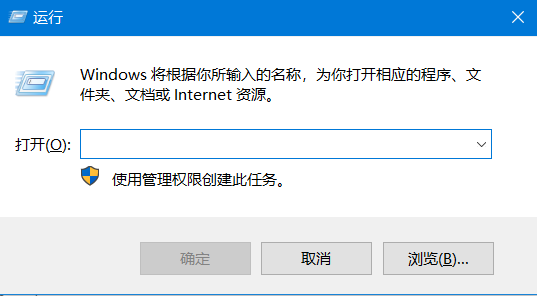 运行
Windows 将根据你所输入的名称，为你打开相应的程序、文
件夹、文档或 Internet 资源。
打开(O):
使用管理权限创建此任务。
确定 取消 浏览(B)...